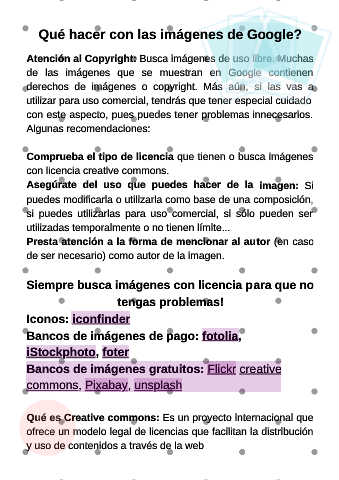 Qué hacer con las imágenes de Google?
Atención al Copyright: Busca imágenes de uso libre. Muchas
de las imágenes que se muestran en Google contienen
derechos de imágenes o copyright. Más aún, si las vas a
utilizar para uso comercial, tendrás que tener especial cuidado
con este aspecto, pues puedes tener problemas innecesarios.
Algunas recomendaciones:
Comprueba el tipo de licencia que tienen o busca imágenes
con licencia creative commons.
Asegúrate del uso que puedes hacer de la imagen: Si
puedes modificarla o utilizarla como base de una composición,
si puedes utilizarlas para uso comercial, si sólo pueden ser
utilizadas temporalmente o no tienen límite...
Presta atención a la forma de mencionar al autor (en caso
de ser necesario) como autor de la imagen.
Siempre busca imágenes con licencia para que no
tengas problemas!
Iconos: iconfinder
Bancos de imágenes de pago: fotolia,
iStockphoto, foter
Bancos de imágenes gratuitos: Flickr creative
commons, Pixabay, unsplash
Qué es Creative commons: Es un proyecto Internacional que
ofrece un modelo legal de licencias que facilitan la distribución
y uso de contenidos a través de la web